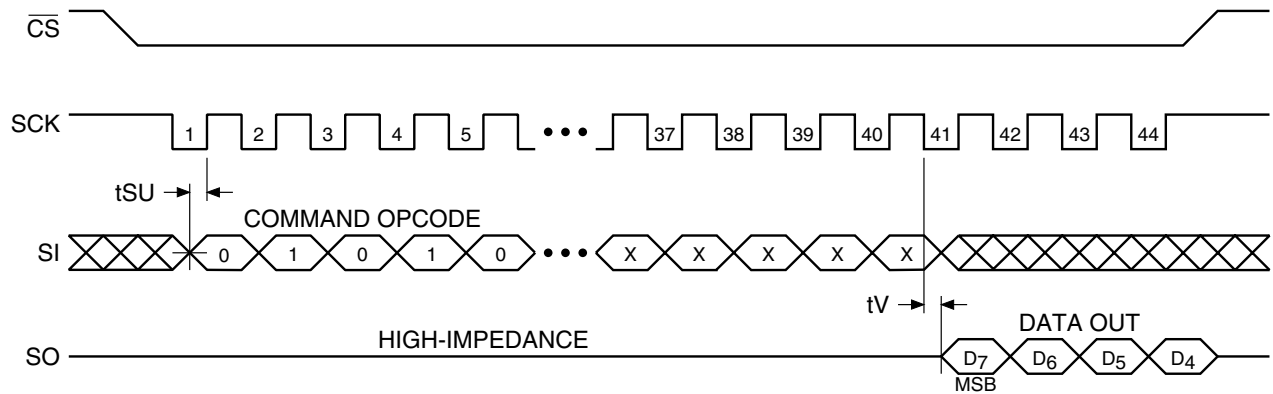 CS
SCK 1 2 3 4 5 ••• 37 38 39 40 41 42 43 44
tSU
COMMAND OPCODE
SI 0 1 0 1 0 ••• X X X X X
tV
HIGH-IMPEDANCE
DATA OUT
SO D7 D6 D5 D4
MSB